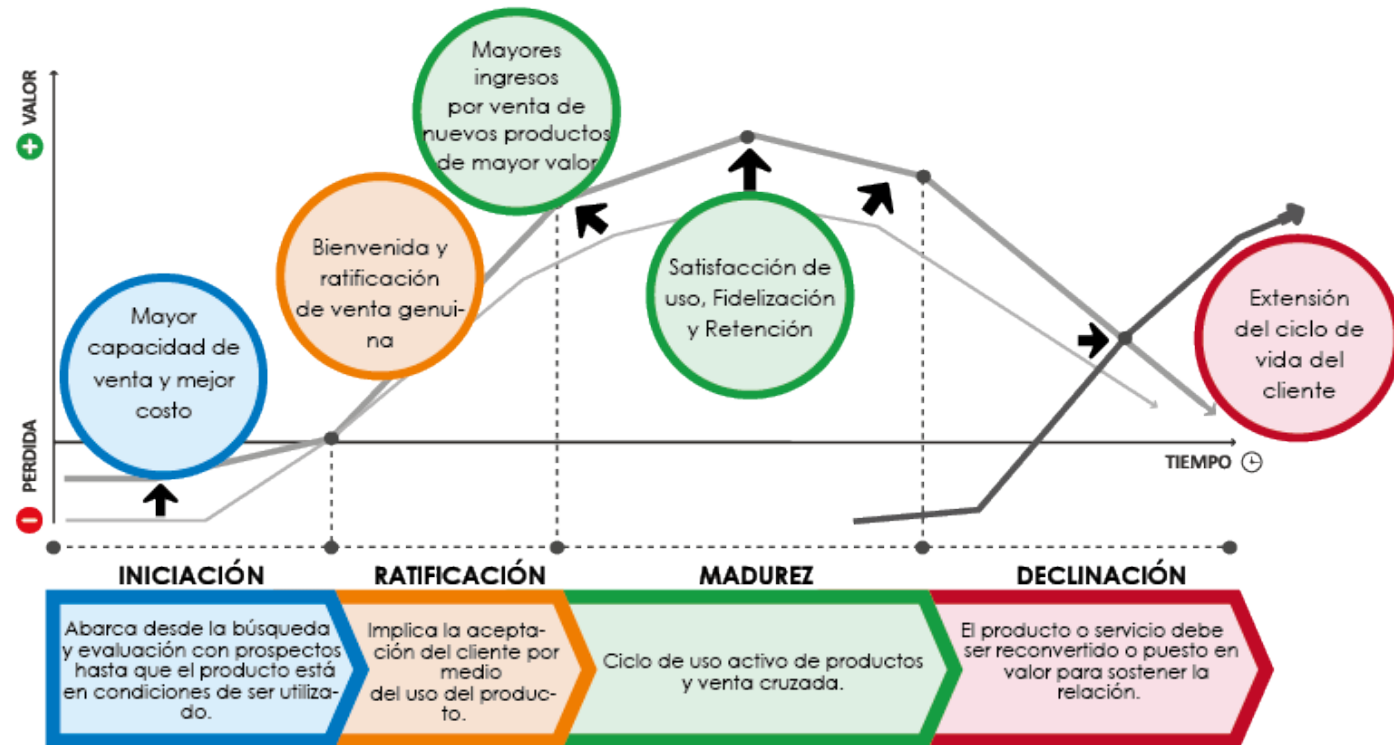 VALOR
PERDIDA
Mayores
ingresos
por venta de
nuevos productos
de mayor valor
Bienvenida y
ratificación
de venta genui-
na
Mayor
capacidad de
venta y mejor
costo
Satisfacción de
uso, Fidelización
y Retención
Extensión
del ciclo de
vida del
cliente
TIEMPO
INICIACIÓN
RATIFICACIÓN
MADUREZ
DECLINACIÓN
Abarca desde la búsqueda
y evaluación con prospectos
hasta que el producto está
en condiciones de ser utiliza-
do.
Implica la acepta-
ción del cliente por
medio
del uso del produc-
to.
Ciclo de uso activo de productos
y venta cruzada.
El producto o servicio debe
ser reconvertido o puesto en
valor para sostener la
relación.